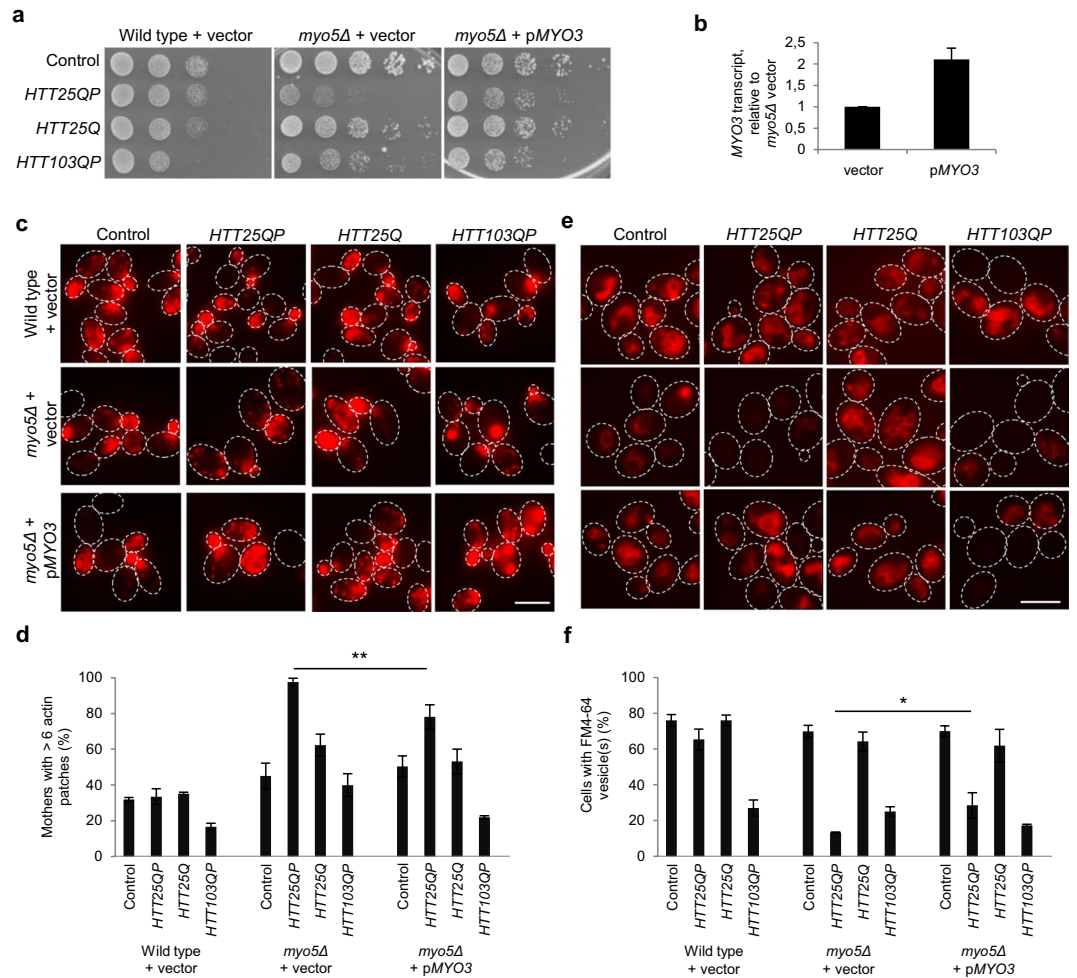 a
Wild type + vector
myo5Δ + vector
myo5Δ + pMYO3
Control
HTT25QP
HTT25Q
HTT103QP
b
MYO3 transcript,
relative to
myo5Δ vector
2,5
2
1,5
1
0,5
0
vector
pMYO3
c
Control
HTT25QP
HTT25Q
HTT103QP
Wild type
+ vector
myo5Δ +
vector
myo5Δ +
pMYO3
e
Control
HTT25QP
HTT25Q
HTT103QP
d
Mothers with > 6 actin
patches (%)
100
80
60
40
20
0
**
Control
HTT25QP
HTT25Q
HTT103QP
Control
HTT25QP
HTT25Q
HTT103QP
Control
HTT25QP
HTT25Q
HTT103QP
Wild type
+ vector
myo5Δ
+ vector
myo5Δ
+ pMYO3
f
Cells with FM4-64
vesicle(s) (%)
100
80
60
40
20
0
*
Control
HTT25QP
HTT25Q
HTT103QP
Control
HTT25QP
HTT25Q
HTT103QP
Control
HTT25QP
HTT25Q
HTT103QP
Wild type
+ vector
myo5Δ
+ vector
myo5Δ
+ pMYO3